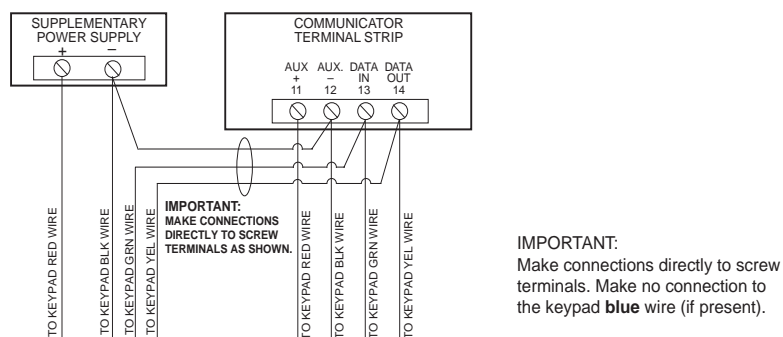 SUPPLEMENTARY
POWER SUPPLY
+ –
COMMUNICATOR
TERMINAL STRIP
AUX AUX. DATA DATA
+ – IN OUT
11 12 13 14
IMPORTANT:
MAKE CONNECTIONS
DIRECTLY TO SCREW
TERMINALS AS SHOWN.
TO KEYPAD RED WIRE
TO KEYPAD BLK WIRE
TO KEYPAD GRN WIRE
TO KEYPAD YEL WIRE
TO KEYPAD RED WIRE
TO KEYPAD BLK WIRE
TO KEYPAD GRN WIRE
TO KEYPAD YEL WIRE
IMPORTANT:
Make connections directly to screw
terminals. Make no connection to
the keypad blue wire (if present).